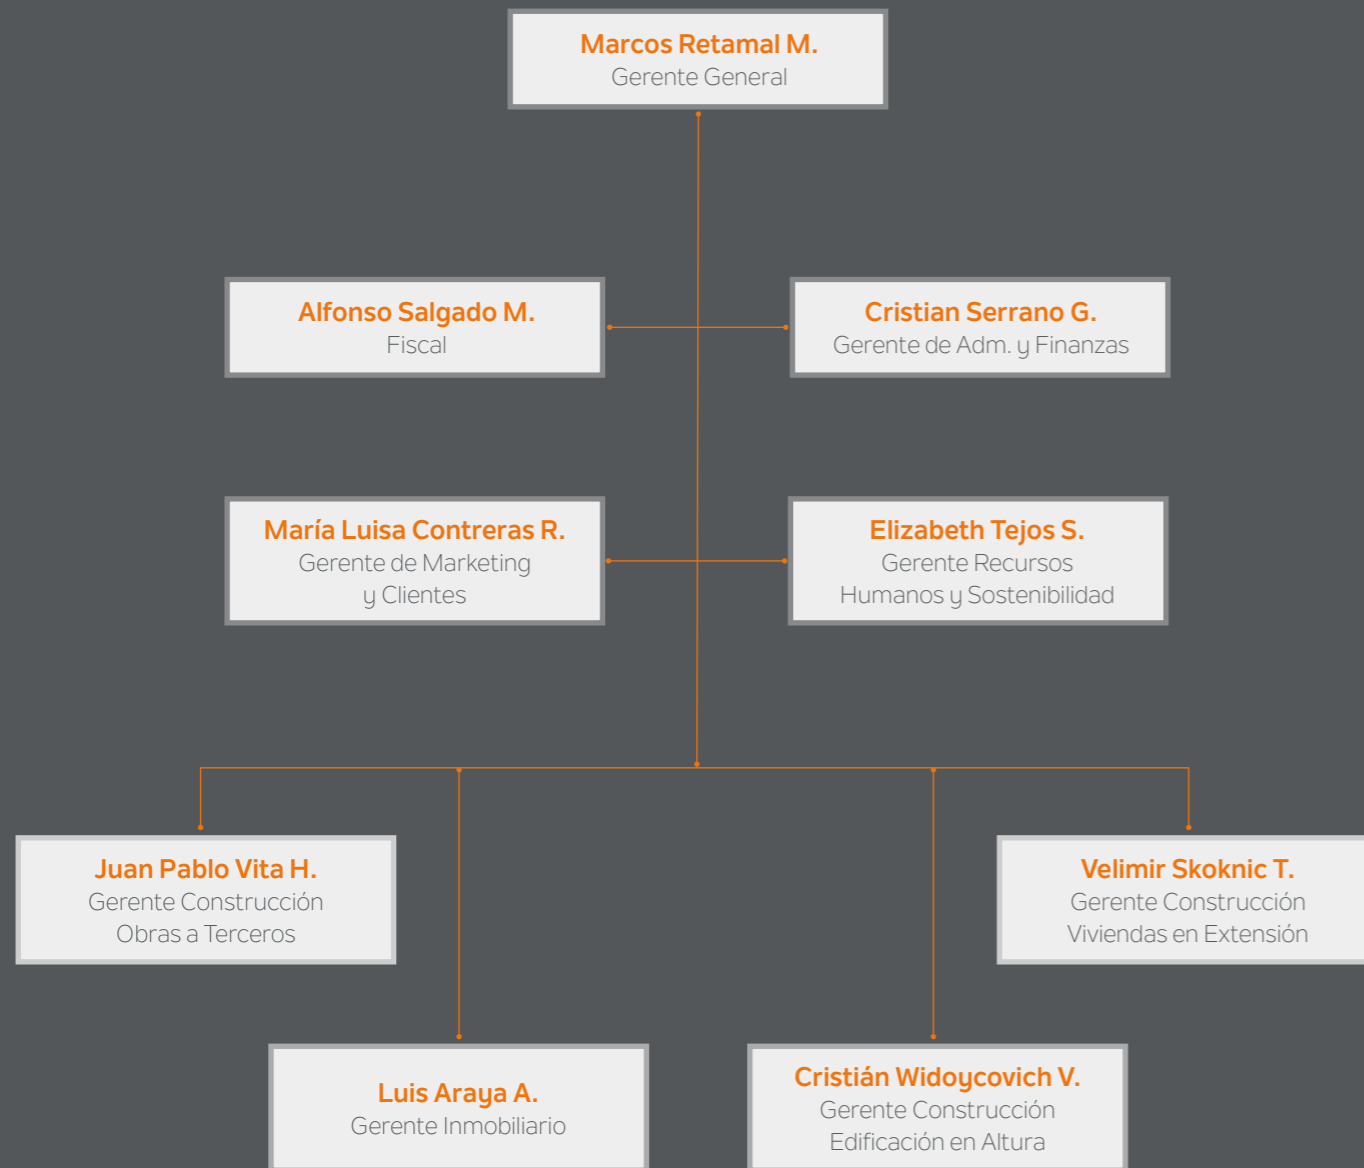 Marcos Retamal M.
Gerente General
Alfonso Salgado M.
Fiscal
Cristian Serrano G.
Gerente de Adm. y Finanzas
María Luisa Contreras R.
Gerente de Marketing
y Clientes
Elizabeth Tejos S.
Gerente Recursos
Humanos y Sostenibilidad
Juan Pablo Vita H.
Gerente Construcción
Obras a Terceros
Velimir Skoknic T.
Gerente Construcción
Viviendas en Extensión
Luis Araya A.
Gerente Inmobiliario
Cristián Widoycovich V.
Gerente Construcción
Edificación en Altura